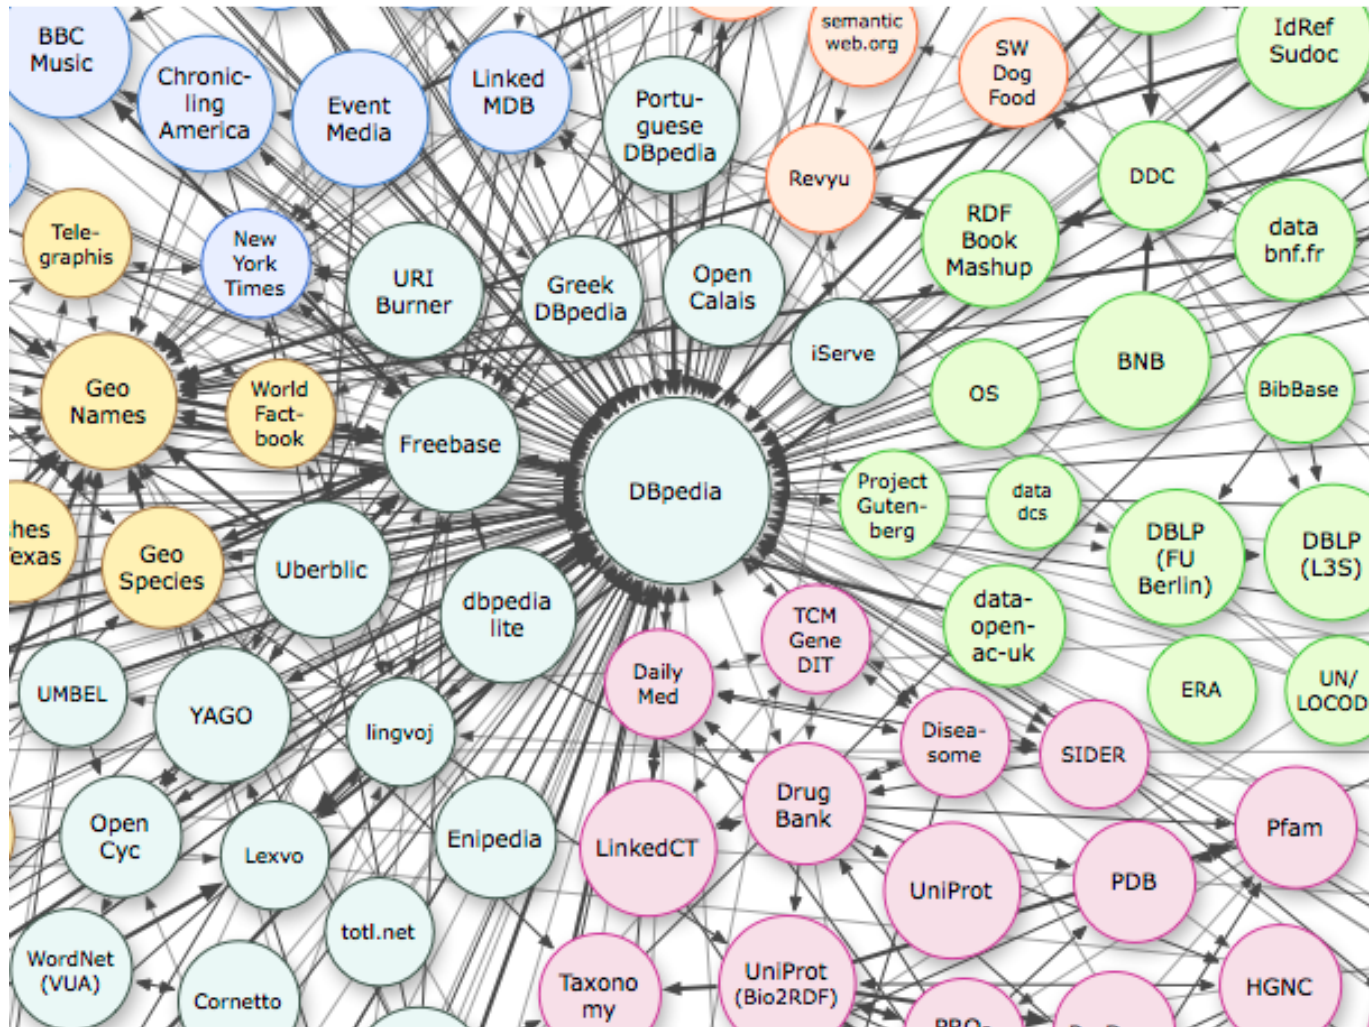 BBC
Music
Chronic-
ling
America
Event
Media
Linked
MDB
Portu-
guese
DBpedia
semantic
web.org
SW
Dog
Food
IdRef
Sudoc
Revyu
DDC
RDF
Book
Mashup
data
bnf.fr
Tele-
graphis
New
York
Times
URI
Burner
Greek
DBpedia
Open
Calais
iServe
BNB
OS
BibBase
Geo
Names
World
Fact-
book
Freebase
DBpedia
Project
Guten-
berg
data
dcs
DBLP
(FU
Berlin)
DBLP
(L3S)
shes
exas
Geo
Species
Uberblic
dbpedia
lite
TCM
Gene
DIT
data-
open-
ac-uk
ERA
UN/
LOCOD
UMBEL
YAGO
lingvoj
Daily
Med
Disea-
some
SIDER
Open
Cyc
Lexvo
Enipedia
LinkedCT
Drug
Bank
UniProt
PDB
Pfam
WordNet
(VUA)
totl.net
Cornetto
Taxono
my
UniProt
(Bio2RDF)
HGNC